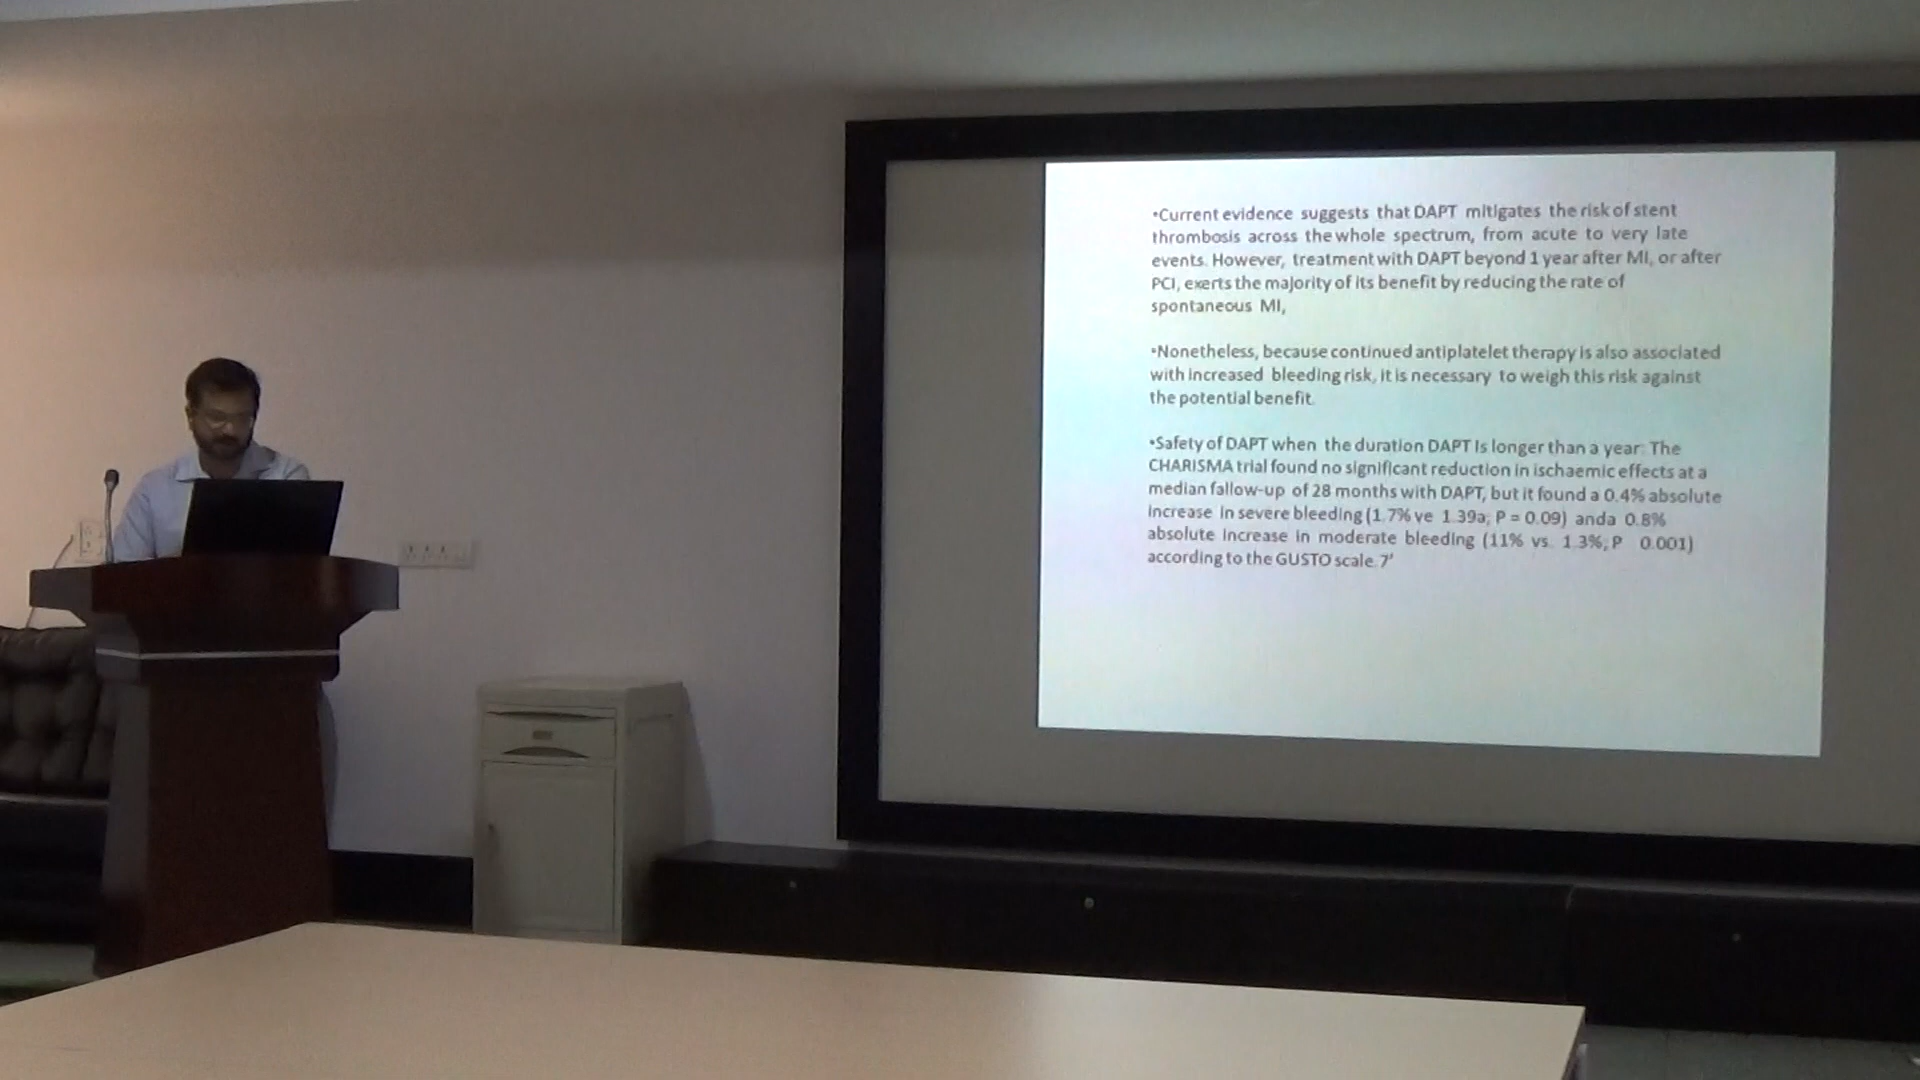 •Current evidence suggests that DAPT mitigates the risk of stent
thrombosis across the whole spectrum, from acute to very late
events. However, treatment with DAPT beyond 1 year after MI, or after
PCI, exerts the majority of its benefit by reducing the rate of
spontaneous MI,
•Nonetheless, because continued antiplatelet therapy is also associated
with increased bleeding risk, it is necessary to weigh this risk against
the potential benefit.
•Safety of DAPT when the duration DAPT is longer than a year: The
CHARISMA trial found no significant reduction in ischaemic effects at a
median fallow-up of 28 months with DAPT, but it found a 0.4% absolute
increase in severe bleeding (1.7% ve 1.39a; P = 0.09) anda 0.8%
absolute increase in moderate bleeding (11% vs. 1.3%; P 0.001)
according to the GUSTO scale. 7'